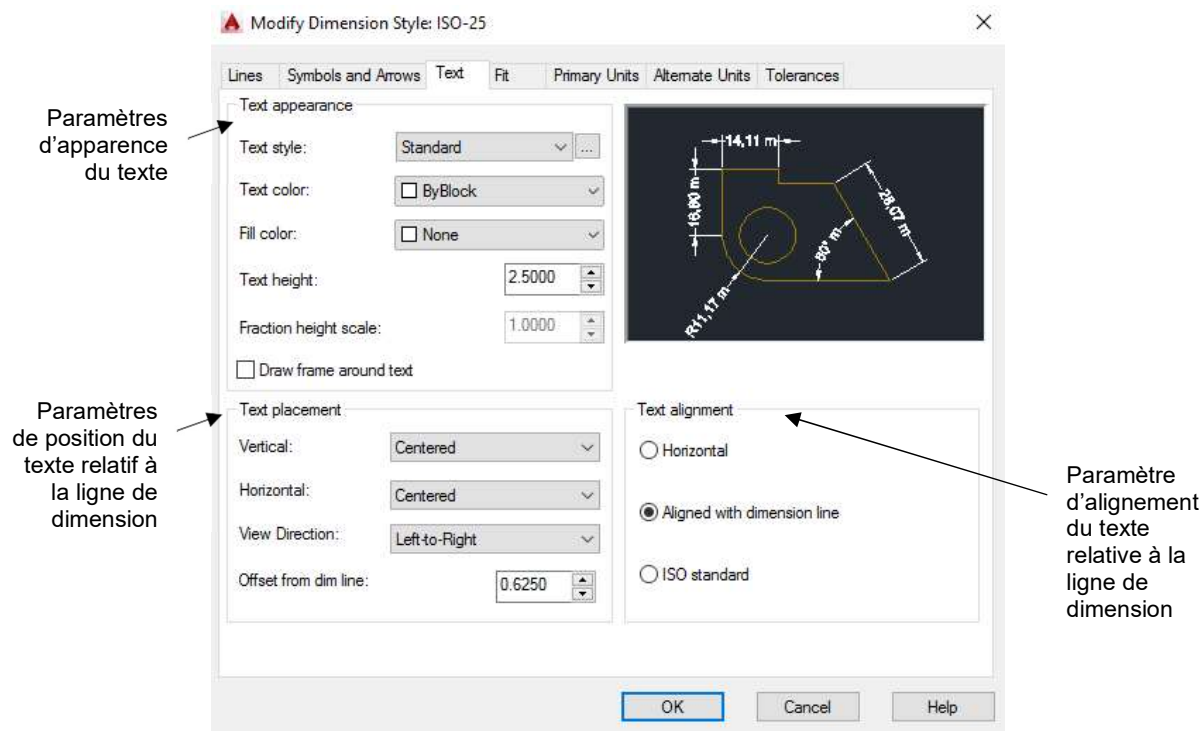 Modify Dimension Style: ISO-25
Lines Symbols and Arrows Text Fit Primary Units Alternate Units Tolerances
Paramètres
d’apparence
du texte
Text appearance
Text style: Standard ...
Text color: ByBlock
Fill color: None
Text height: 2.5000
Fraction height scale: 1.0000
Draw frame around text
14,11 m
16,60 m
28,07 m
60° m
R11,17 m
Paramètres
de position du
texte relatif à
la ligne de
dimension
Text placement
Vertical: Centered
Horizontal: Centered
View Direction: Left-to-Right
Offset from dim line: 0.6250
Text alignment
Horizontal
Aligned with dimension line
ISO standard
Paramètre
d’alignement
du texte
relative à la
ligne de
dimension
OK Cancel Help